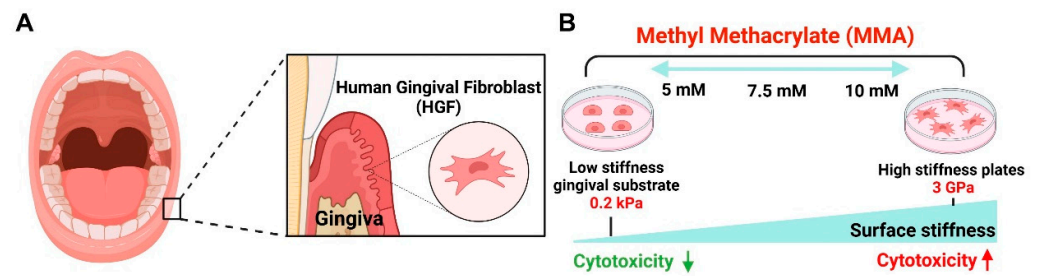 A
Human Gingival Fibroblast
(HGF)
Gingiva
B
Methyl Methacrylate (MMA)
5 mM
7.5 mM
10 mM
Low stiffness
gingival substrate
0.2 kPa
High stiffness plates
3 GPa
Surface stiffness
Cytotoxicity ↓
Cytotoxicity ↑